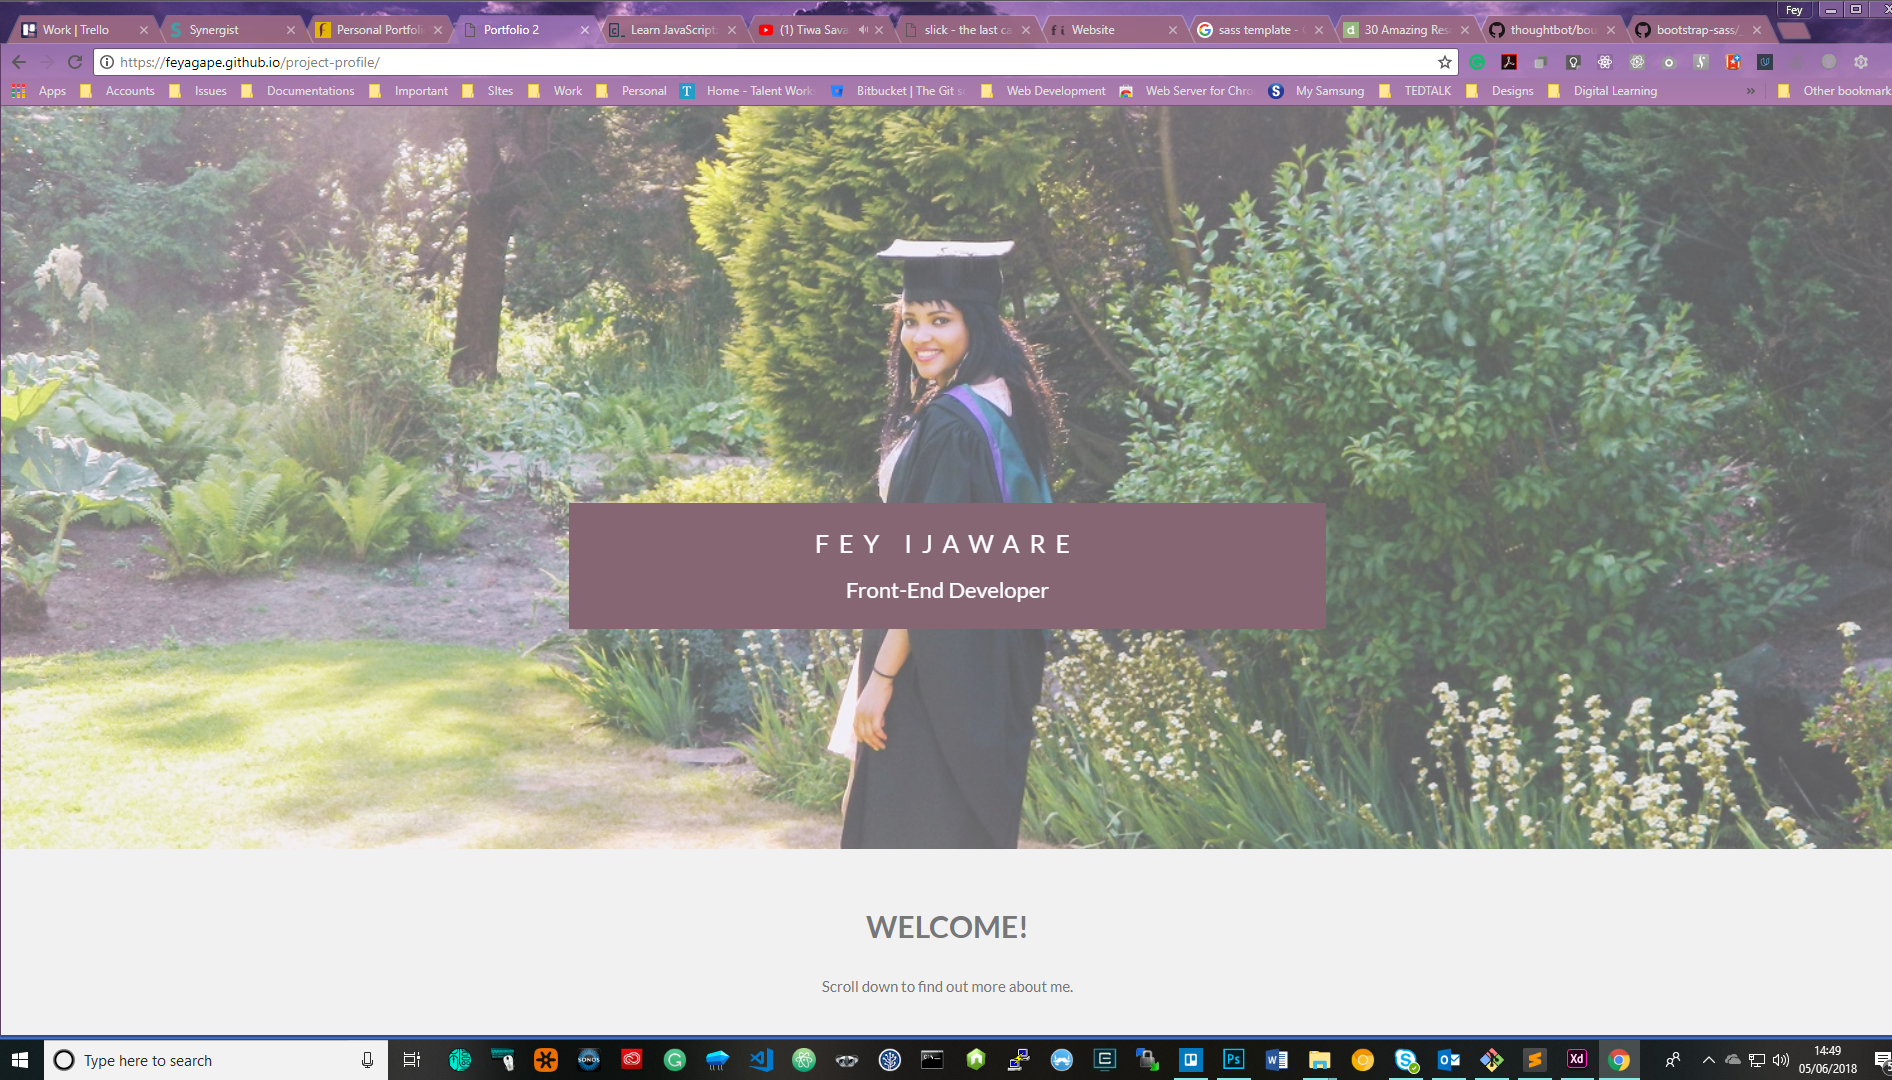 Fey
Work | Trello
Synergist
Personal Portfoli
Portfolio 2
Learn JavaScript
(1) Tiwa Sava
slick - the last ca
Website
sass template -
30 Amazing Res
thoughtbot/bou
bootstrap-sass/
https://feyagape.github.io/project-profile/
Apps
Accounts
Issues
Documentations
Important
SItes
Work
Personal
Home - Talent Work
Bitbucket | The Git s
Web Development
Web Server for Chro
My Samsung
TEDTALK
Designs
Digital Learning
»
Other bookmark
FEY IJAWARE
Front-End Developer
WELCOME!
Scroll down to find out more about me.
Type here to search
SONOS
Ps
Xd
14:49
05/06/2018